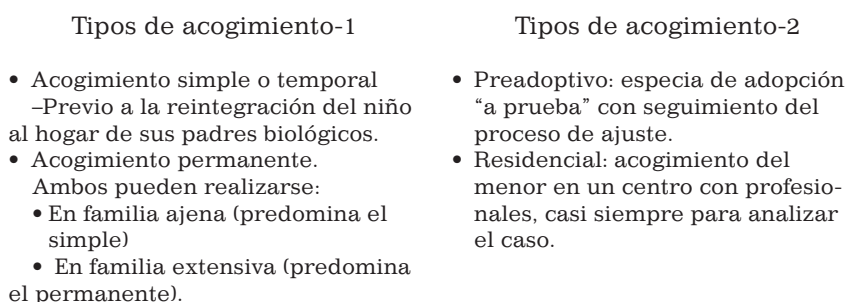 Tipos de acogimiento-1
• Acogimiento simple o temporal
–Previo a la reintegración del niño
al hogar de sus padres biológicos.
• Acogimiento permanente.
Ambos pueden realizarse:
• En familia ajena (predomina el
simple)
• En familia extensiva (predomina
el permanente).
Tipos de acogimiento-2
• Preadoptivo: especia de adopción
“a prueba” con seguimiento del
proceso de ajuste.
• Residencial: acogimiento del
menor en un centro con profesio-
nales, casi siempre para analizar
el caso.